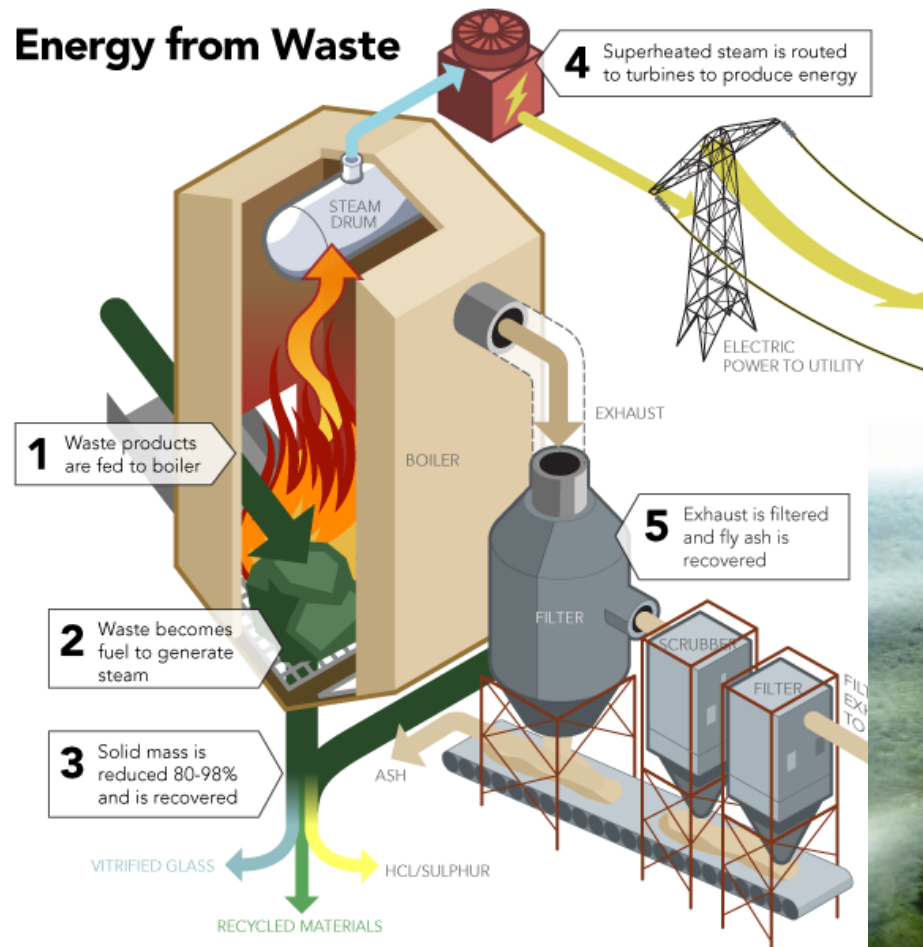 Energy from Waste
4 Superheated steam is routed
to turbines to produce energy
STEAM
DRUM
ELECTRIC
POWER TO UTILITY
EXHAUST
1 Waste products
are fed to boiler
BOILER
5 Exhaust is filtered
and fly ash is
recovered
FILTER
SCRUBBER
FILTER
TO
2 Waste becomes
fuel to generate
steam
3 Solid mass is
reduced 80-98%
and is recovered
ASH
VITRIFIED GLASS
HCL/SULPHUR
RECYCLED MATERIALS